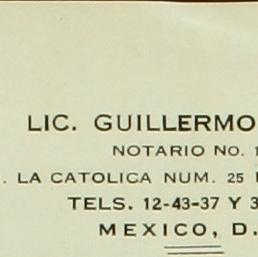 LIC. GUILLERMO
NOTARIO No.
. LA CATOLICA NUM. 25
TELS. 12-43-37 Y
MEXICO, D.